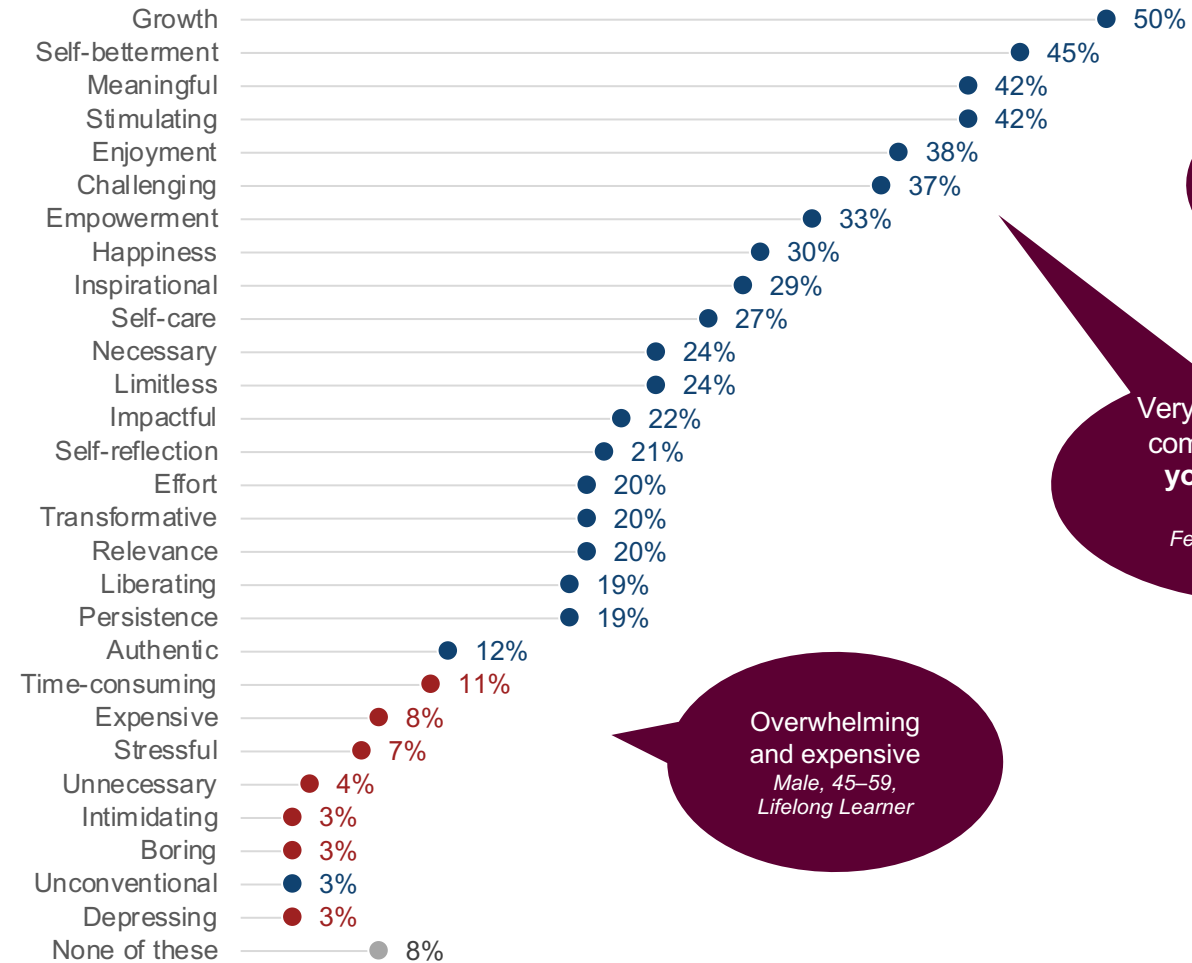 Growth 50%
Self-betterment 45%
Meaningful 42%
Stimulating 42%
Enjoyment 38%
Challenging 37%
Empowerment 33%
Happiness 30%
Inspirational 29%
Self-care 27%
Necessary 24%
Limitless 24%
Impactful 22%
Self-reflection 21%
Effort 20%
Transformative 20%
Relevance 20%
Liberating 19%
Persistence 19%
Authentic 12%
Time-consuming 11%
Expensive 8%
Stressful 7%
Unnecessary 4%
Intimidating 3%
Boring 3%
Unconventional 3%
Depressing 3%
None of these 8%
Very
Overwhelming
and expensive
Male, 45–59,
Lifelong Learner